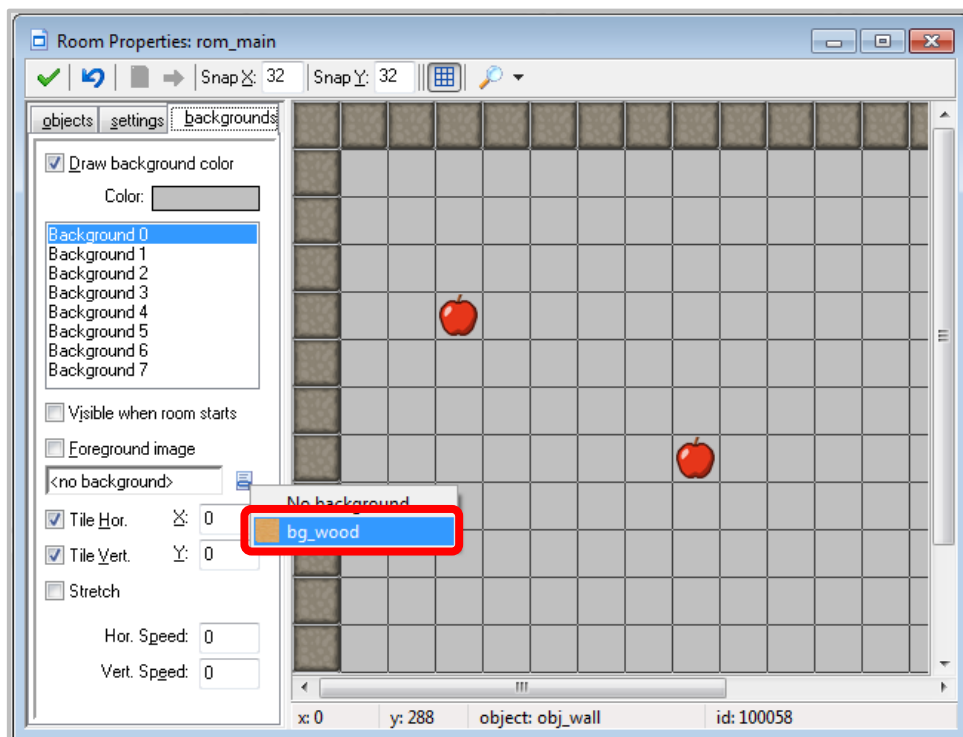 Room Properties: rom_main
Snap X: 32 Snap Y: 32
objects settings backgrounds
Draw background color
Color:
Background 0
Background 1
Background 2
Background 3
Background 4
Background 5
Background 6
Background 7
Visible when room starts
Foreground image
<no background>
No background
bg_wood
Tile Hor. X: 0
Tile Vert. Y: 0
Stretch
Hor. Speed: 0
Vert. Speed: 0
x: 0 y: 288 object: obj_wall id: 100058